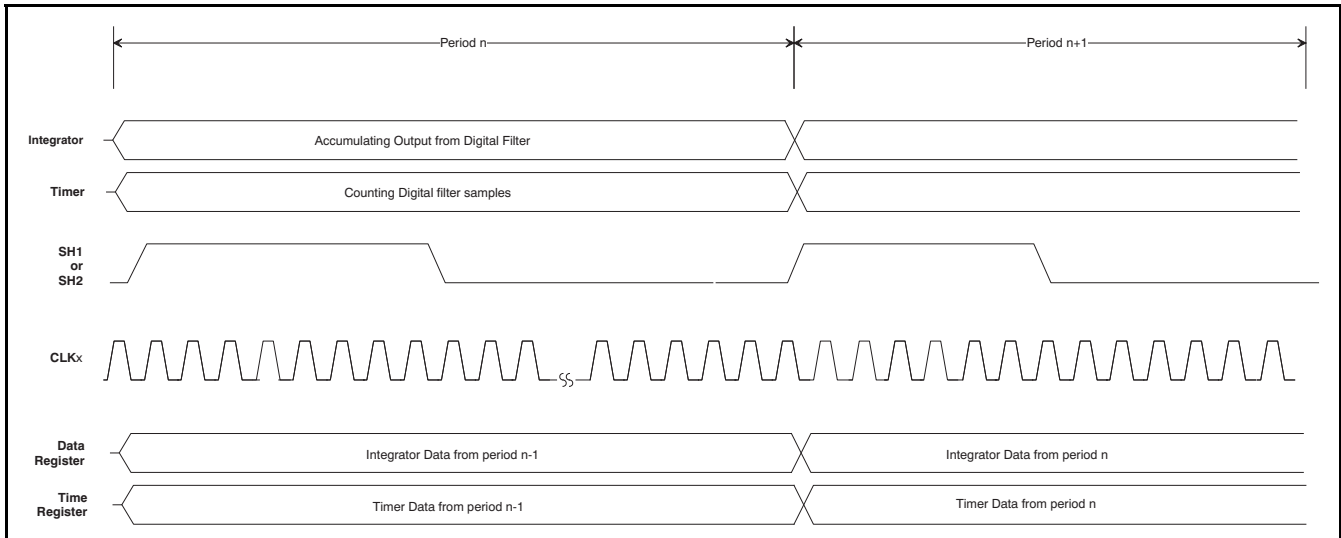 Period n
Period n+1
Integrator
Accumulating Output from Digital Filter
Timer
Counting Digital filter samples
SH1
or
SH2
CLKx
Data
Register
Integrator Data from period n-1
Integrator Data from period n
Time
Register
Timer Data from period n-1
Timer Data from period n